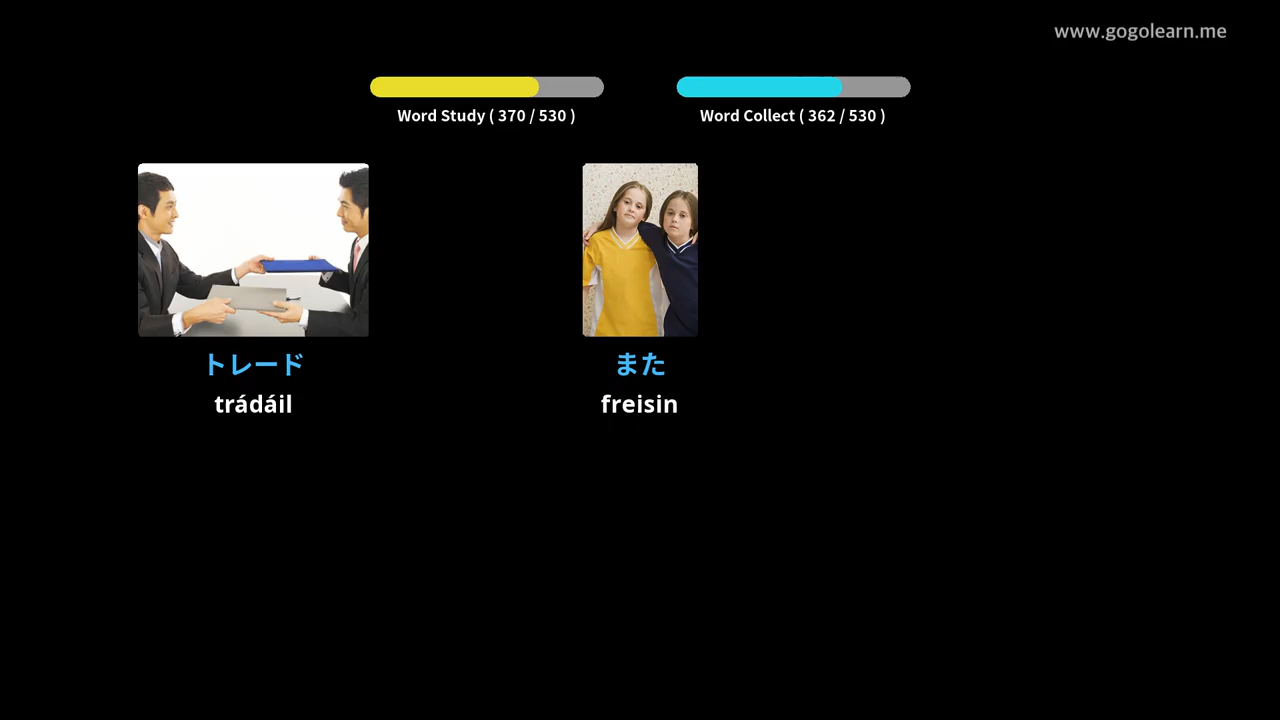 www.gogolearn.me
Word Study ( 370 / 530 )
Word Collect ( 362 / 530 )
トレード
trádáil
また
freisin